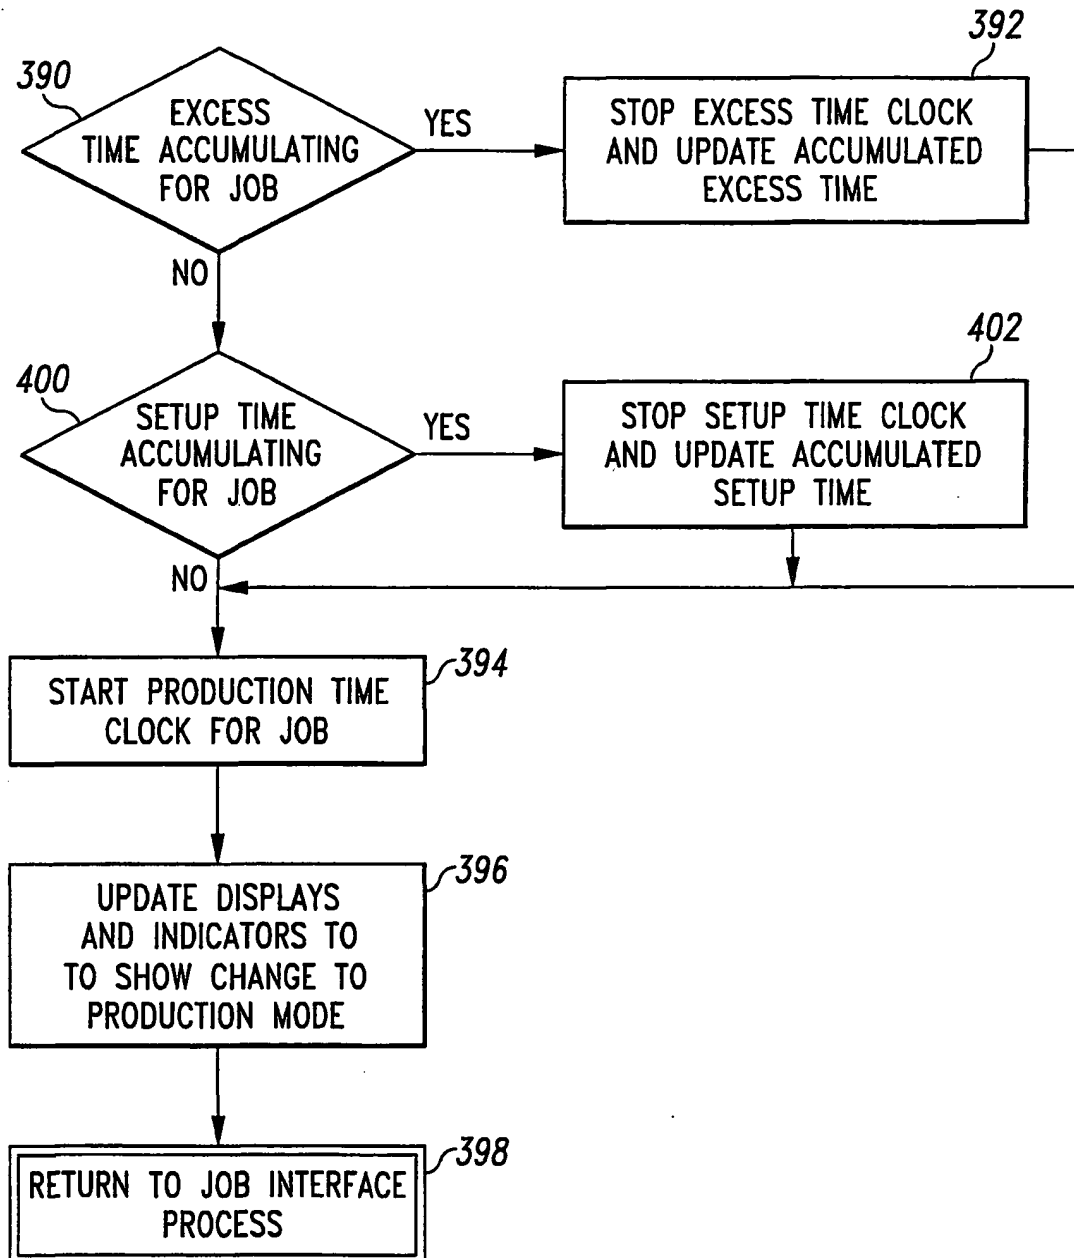 390
EXCESS
TIME ACCUMULATING
FOR JOB
YES
NO
392
STOP EXCESS TIME CLOCK
AND UPDATE ACCUMULATED
EXCESS TIME
400
SETUP TIME
ACCUMULATING
FOR JOB
YES
NO
402
STOP SETUP TIME CLOCK
AND UPDATE ACCUMULATED
SETUP TIME
394
START PRODUCTION TIME
CLOCK FOR JOB
396
UPDATE DISPLAYS
AND INDICATORS TO
TO SHOW CHANGE TO
PRODUCTION MODE
398
RETURN TO JOB INTERFACE
PROCESS